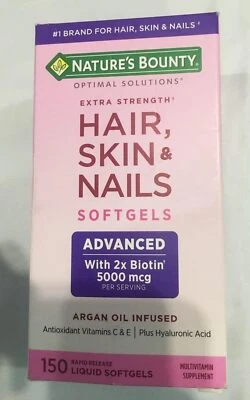 #1 BRAND FOR HAIR, SKIN & NAILS
NATURE'S BOUNTY®
OPTIMAL SOLUTIONS®
EXTRA STRENGTH†
HAIR,
SKIN &
NAILS
SOFTGELS
ADVANCED
With 2x Biotin*
5000 mcg
PER SERVING
ARGAN OIL INFUSED
Antioxidant Vitamins C & E | Plus Hyaluronic Acid
150 RAPID RELEASE
LIQUID SOFTGELS
MULTIVITAMIN
SUPPLEMENT